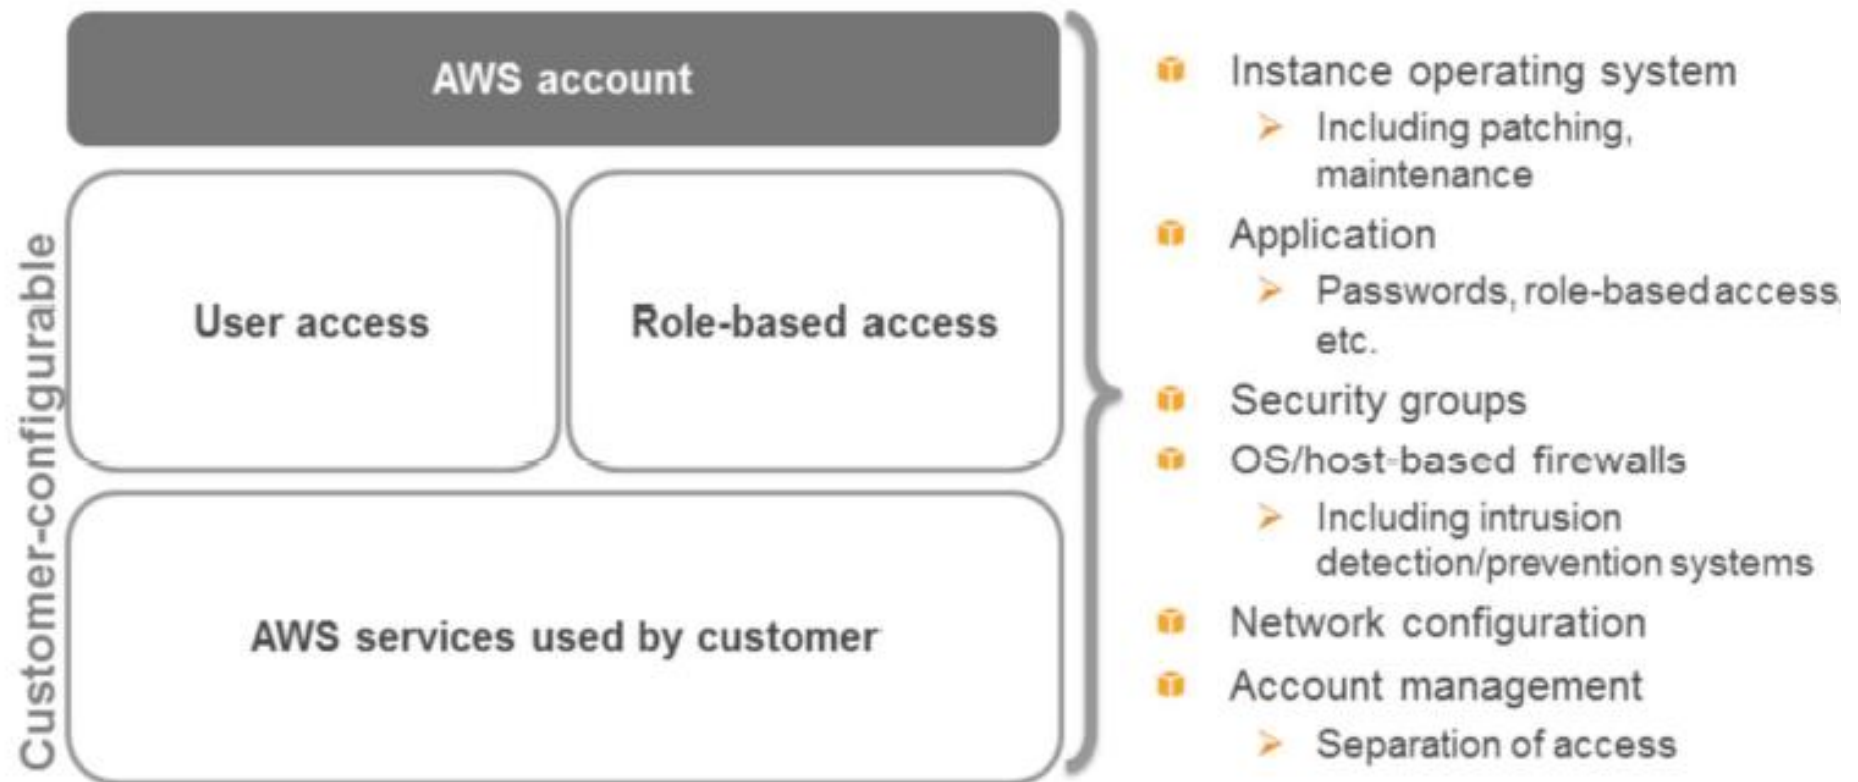 AWS account
User access
Role-based access
AWS services used by customer
Customer-configurable
Instance operating system
Including patching,
maintenance
Application
Passwords, role-based access,
etc.
Security groups
OS/host-based firewalls
Including intrusion
detection/prevention systems
Network configuration
Account management
Separation of access